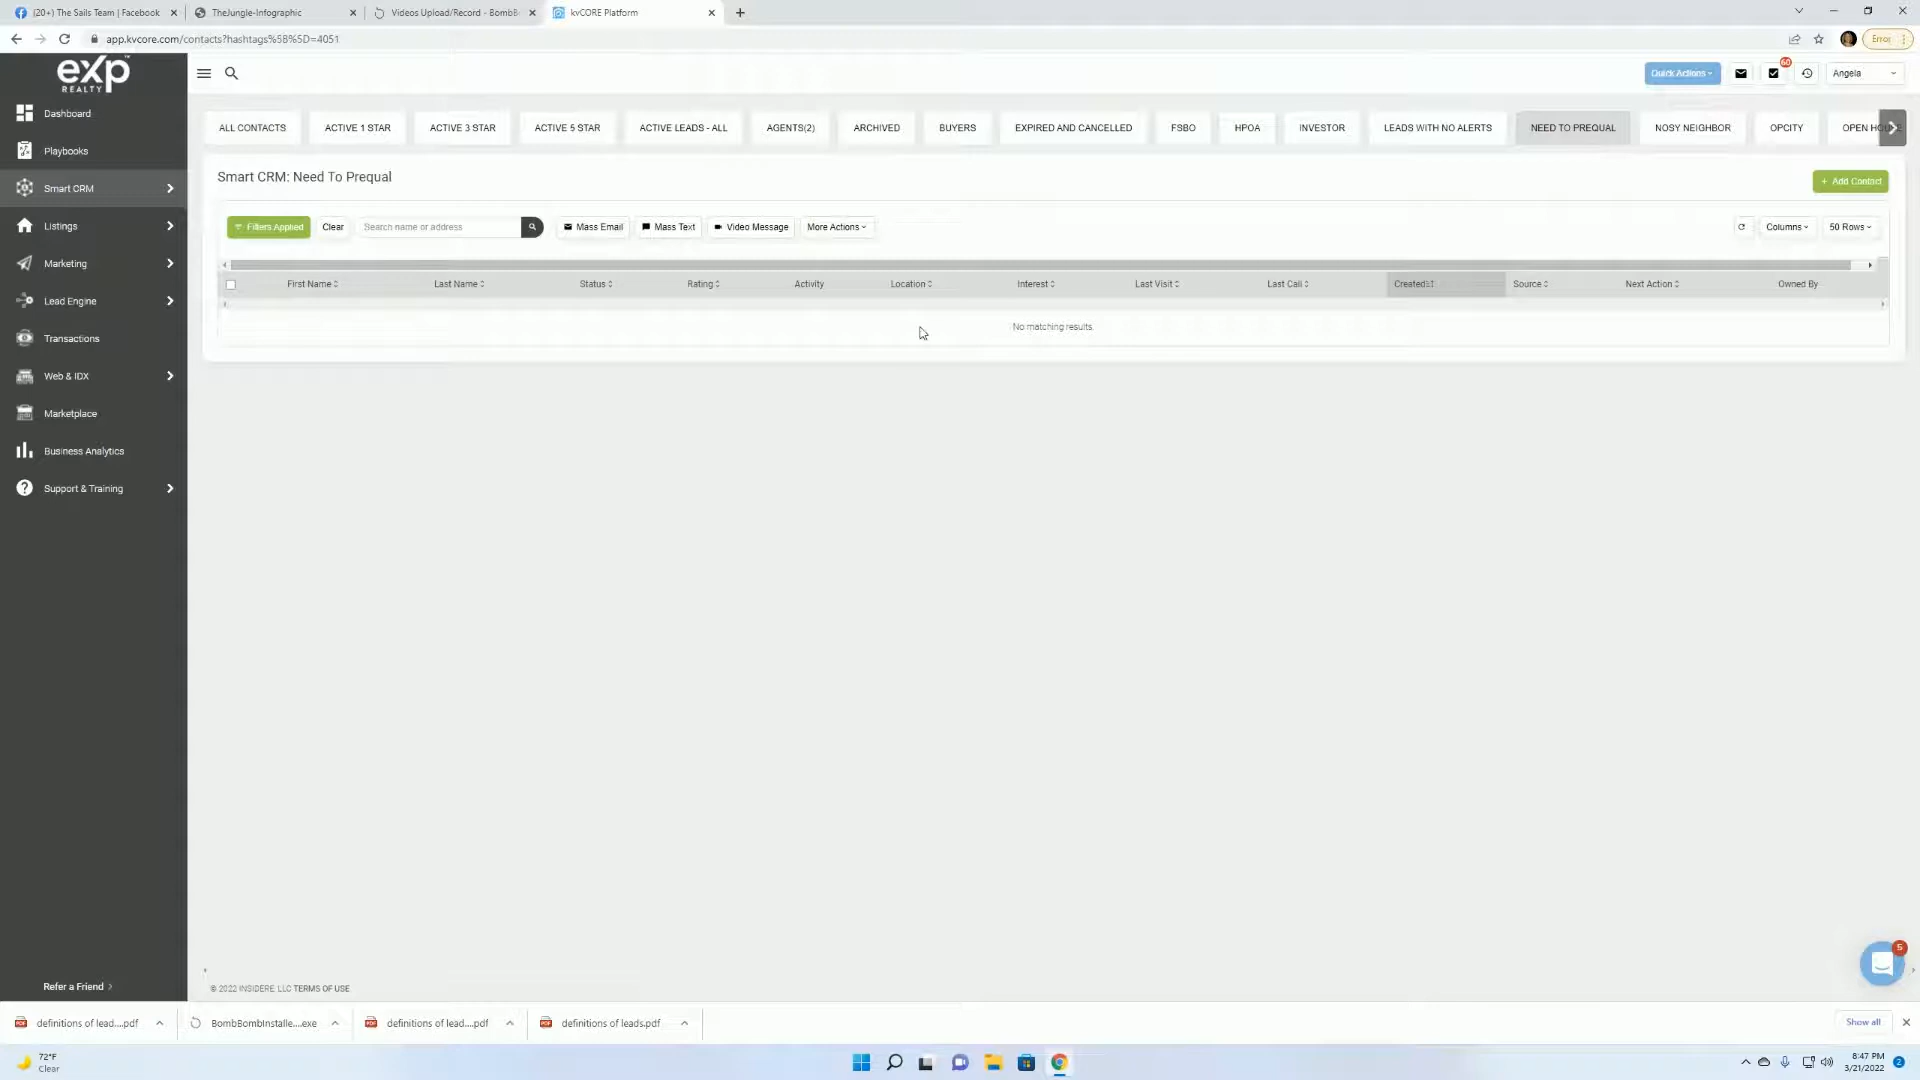 (20+) The Sails Team | Facebook
TheJungle-Infographic
Videos Upload/Record - BombB
kvCORE Platform
app.kvcore.com/contacts?hashtags%5B%5D=4051
Error
exp
REALTY
Quick Actions
60
Angela
Dashboard
Playbooks
Smart CRM
Listings
Marketing
Lead Engine
Transactions
Web & IDX
Marketplace
Business Analytics
Support & Training
Refer a Friend
ALL CONTACTS
ACTIVE 1 STAR
ACTIVE 3 STAR
ACTIVE 5 STAR
ACTIVE LEADS - ALL
AGENTS(2)
ARCHIVED
BUYERS
EXPIRED AND CANCELLED
FSBO
HPOA
INVESTOR
LEADS WITH NO ALERTS
NEED TO PREQUAL
NOSY NEIGHBOR
OPCITY
Smart CRM: Need To Prequal
+ Add Contact
Filters Applied
Clear
Search name or address
Mass Email
Mass Text
Video Message
More Actions
Columns
50 Rows
First Name
Last Name
Status
Rating
Activity
Location
Interest
Last Visit
Last Call
Created
Source
Next Action
Owned By
No matching results.
5
© 2022 INSIDERE, LLC TERMS OF USE
definitions of lead....pdf
BombBombInstalle....exe
definitions of lead....pdf
definitions of leads.pdf
Show all
72°F
Clear
8:47 PM
3/21/2022
2